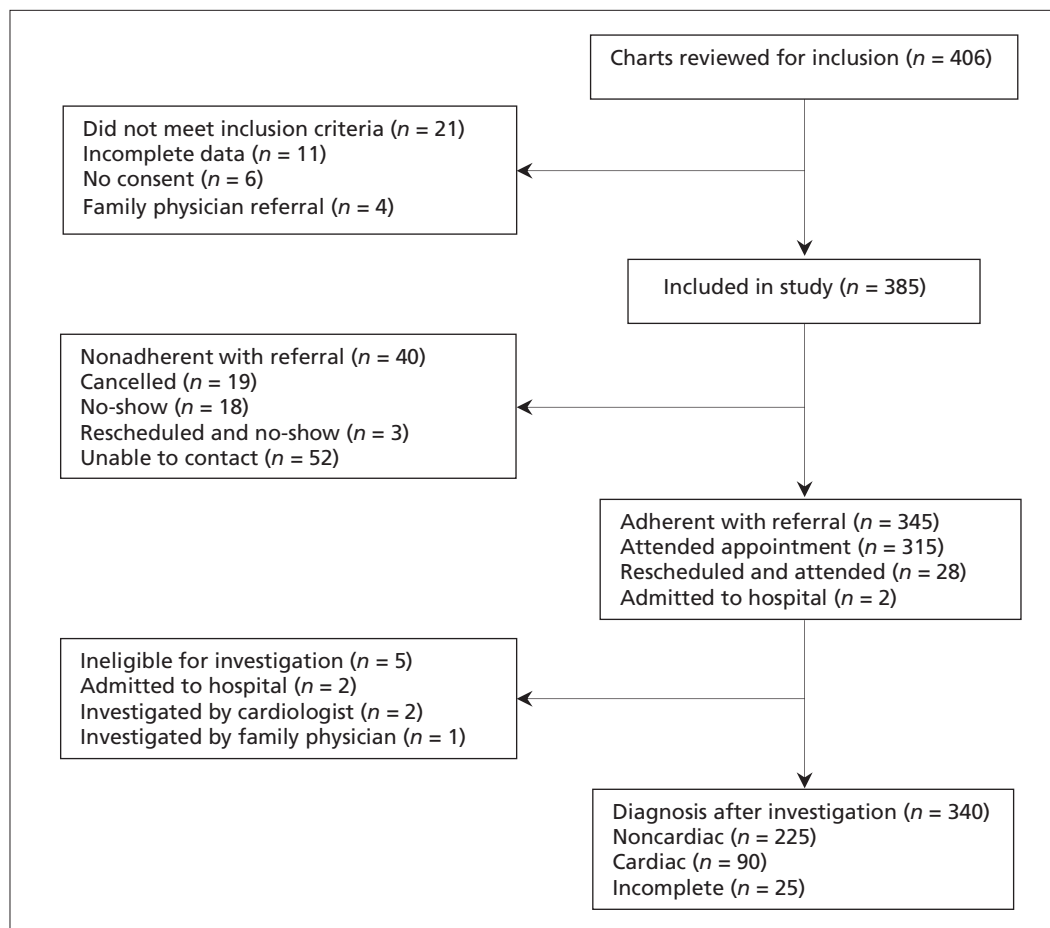 Charts reviewed for inclusion (n = 406)
Did not meet inclusion criteria (n = 21)
Incomplete data (n = 11)
No consent (n = 6)
Family physician referral (n = 4)
Included in study (n = 385)
Nonadherent with referral (n = 40)
Cancelled (n = 19)
No-show (n = 18)
Rescheduled and no-show (n = 3)
Unable to contact (n = 52)
Adherent with referral (n = 345)
Attended appointment (n = 315)
Rescheduled and attended (n = 28)
Admitted to hospital (n = 2)
Ineligible for investigation (n = 5)
Admitted to hospital (n = 2)
Investigated by cardiologist (n = 2)
Investigated by family physician (n = 1)
Diagnosis after investigation (n = 340)
Noncardiac (n = 225)
Cardiac (n = 90)
Incomplete (n = 25)